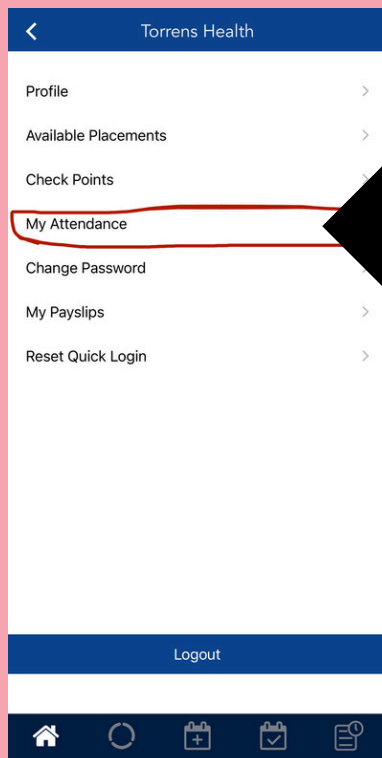 Torrens Health
Profile
Available Placements
Check Points
My Attendance
Change Password
My Payslips
Reset Quick Login
Logout